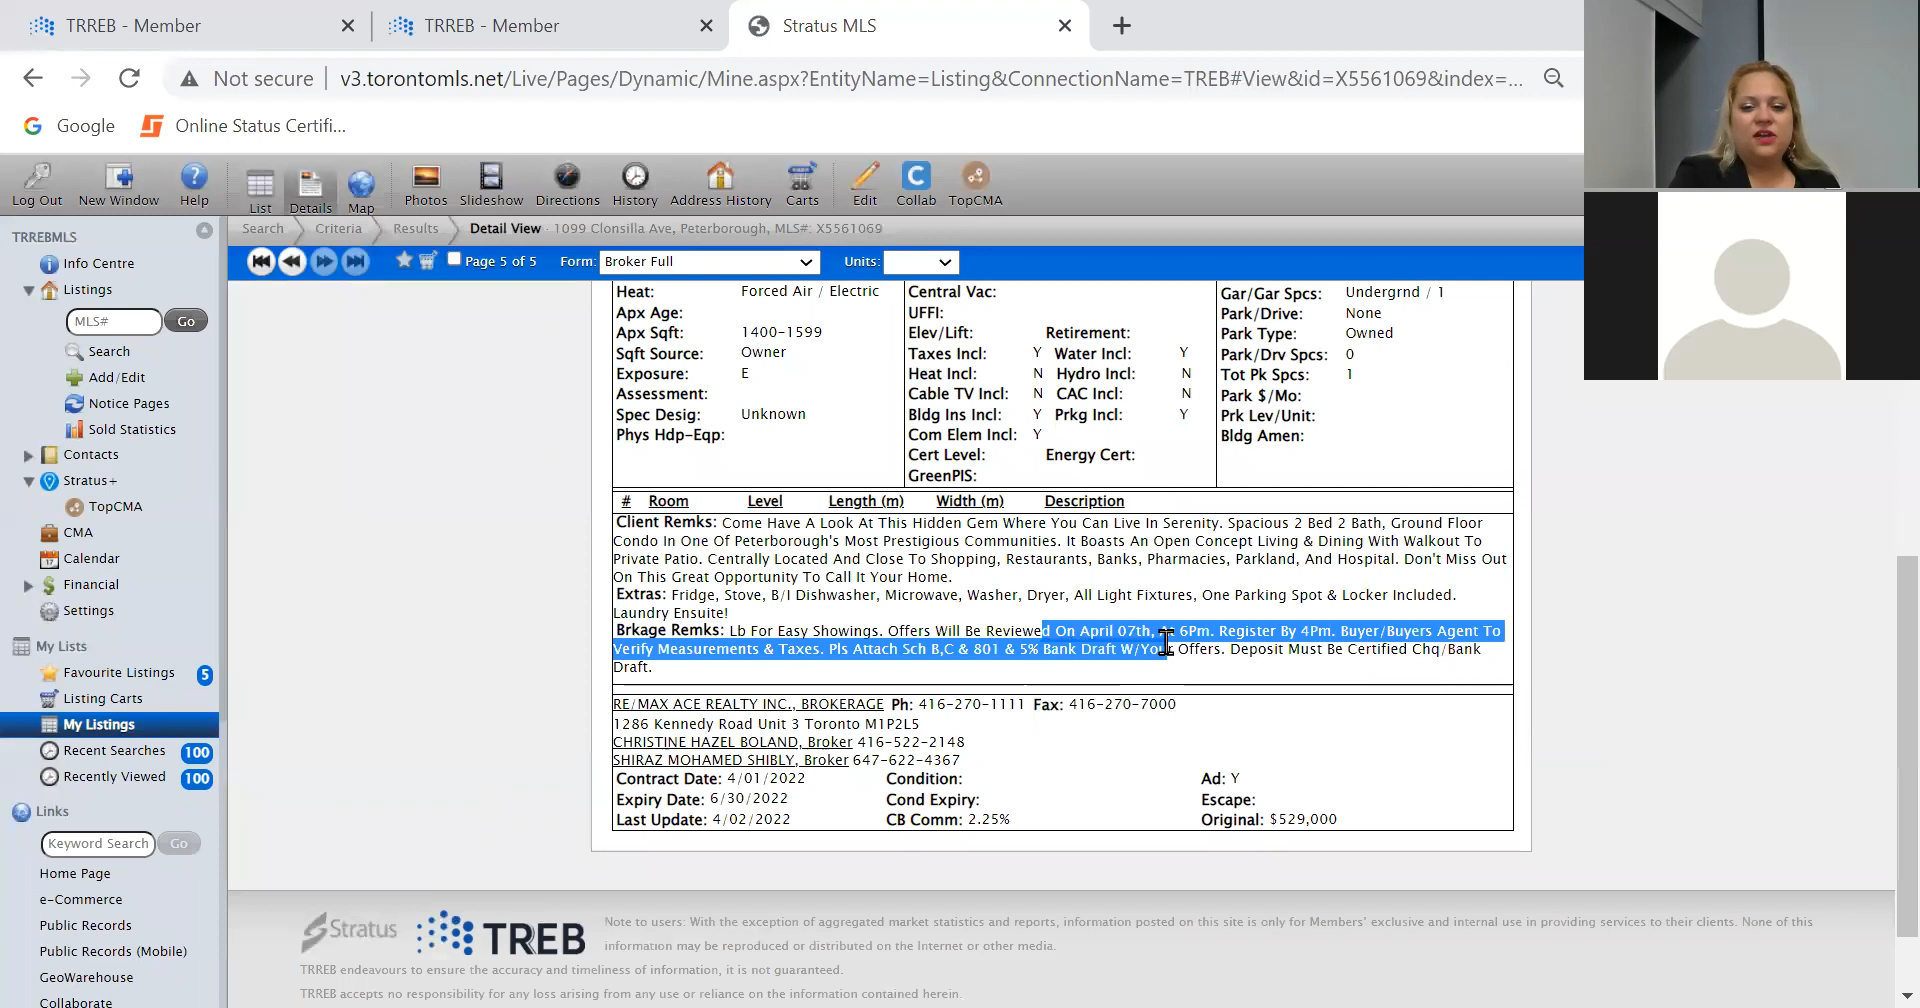 TRREB - Member
TRREB - Member
Stratus MLS
Not secure
v3.torontomls.net/Live/Pages/Dynamic/Mine.aspx?EntityName=Listing&ConnectionName=TREB#View&id=X5561069&index=...
Google
Online Status Certifi...
Log Out
New Window
Help
List
Details
Map
Photos
Slideshow
Directions
History
Address History
Carts
Edit
Collab
TopCMA
TRREBMLS
Search
Criteria
Results
Detail View - 1099 Clonsilla Ave, Peterborough, MLS#: X5561069
Page 5 of 5
Form: Broker Full
Units:
Info Centre
Listings
MLS# Go
Search
Add/Edit
Notice Pages
Sold Statistics
Contacts
Stratus+
TopCMA
CMA
Calendar
17
Financial
Settings
My Lists
Favourite Listings 5
Listing Carts
My Listings
Recent Searches 100
Recently Viewed 100
Links
Keyword Search Go
Home Page
e-Commerce
Public Records
Public Records (Mobile)
GeoWarehouse
Collaborate
Heat: Forced Air / Electric
Apx Age:
Apx Sqft: 1400-1599
Sqft Source: Owner
Exposure: E
Assessment:
Spec Desig: Unknown
Phys Hdp-Eqp:
Central Vac:
UFFI:
Elev/Lift: Retirement:
Taxes Incl: Y Water Incl: Y
Heat Incl: N Hydro Incl: N
Cable TV Incl: N CAC Incl: N
Bldg Ins Incl: Y Prkg Incl: Y
Com Elem Incl: Y
Cert Level: Energy Cert:
GreenPIS:
Gar/Gar Spcs: Undergrnd / 1
Park/Drive: None
Park Type: Owned
Park/Drv Spcs: 0
Tot Pk Spcs: 1
Park $/Mo:
Prk Lev/Unit:
Bldg Amen:
# Room Level Length (m) Width (m) Description
Client Remks: Come Have A Look At This Hidden Gem Where You Can Live In Serenity. Spacious 2 Bed 2 Bath, Ground Floor
Condo In One Of Peterborough's Most Prestigious Communities. It Boasts An Open Concept Living & Dining With Walkout To
Private Patio. Centrally Located And Close To Shopping, Restaurants, Banks, Pharmacies, Parkland, And Hospital. Don't Miss Out
On This Great Opportunity To Call It Your Home.
Extras: Fridge, Stove, B/I Dishwasher, Microwave, Washer, Dryer, All Light Fixtures, One Parking Spot & Locker Included.
Laundry Ensuite!
Brkage Remks: Lb For Easy Showings. Offers Will Be Reviewed On April 07th, At 6Pm. Register By 4Pm. Buyer/Buyers Agent To
Verify Measurements & Taxes. Pls Attach Sch B,C & 801 & 5% Bank Draft W/Your Offers. Deposit Must Be Certified Chq/Bank
Draft.
RE/MAX ACE REALTY INC., BROKERAGE Ph: 416-270-1111 Fax: 416-270-7000
1286 Kennedy Road Unit 3 Toronto M1P2L5
CHRISTINE HAZEL BOLAND, Broker 416-522-2148
SHIRAZ MOHAMED SHIBLY, Broker 647-622-4367
Contract Date: 4/01/2022 Condition: Ad: Y
Expiry Date: 6/30/2022 Cond Expiry: Escape:
Last Update: 4/02/2022 CB Comm: 2.25% Original: $529,000
Stratus
TREB
Note to users: With the exception of aggregated market statistics and reports, information posted on this site is only for Members' exclusive and internal use in providing services to their clients. None of this
information may be reproduced or distributed on the Internet or other media.
TRREB endeavours to ensure the accuracy and timeliness of information, it is not guaranteed.
TRREB accepts no responsibility for any loss arising from any use or reliance on the information contained herein.